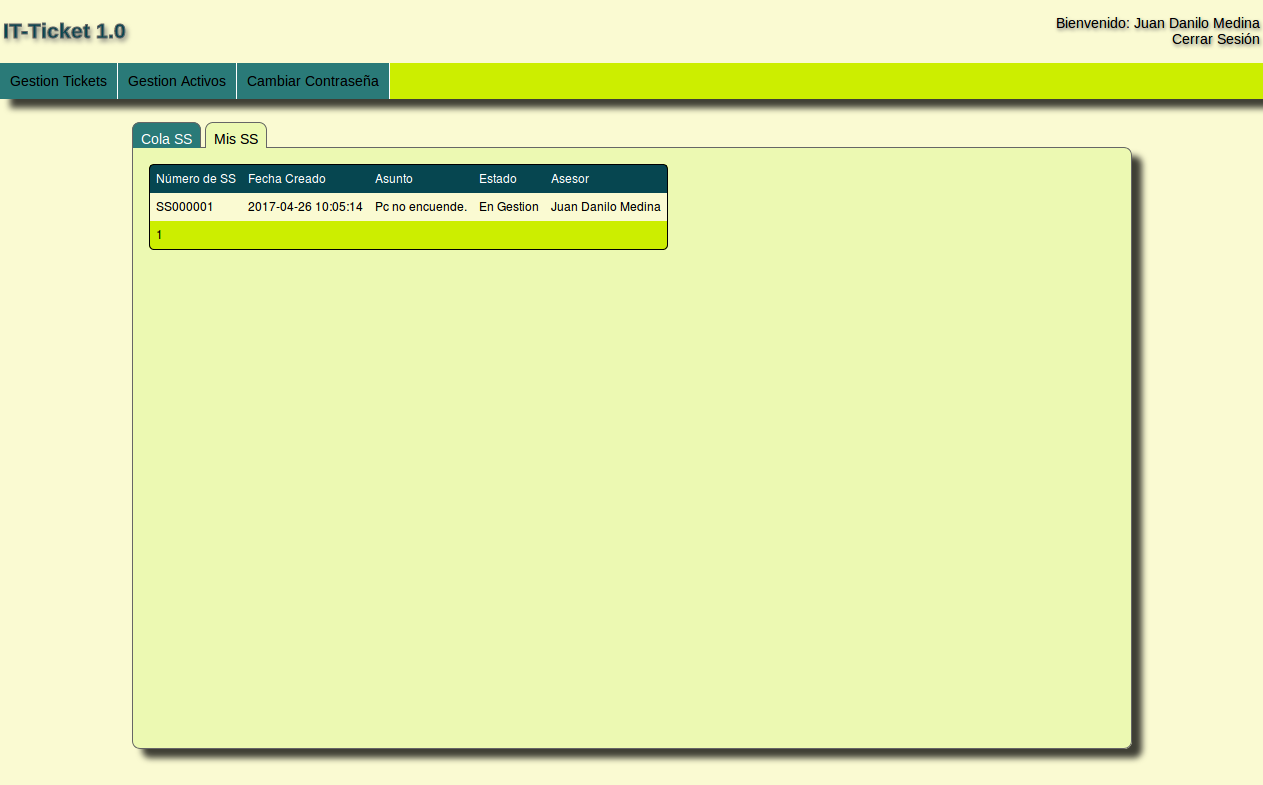 IT-Ticket 1.0
Bienvenido: Juan Danilo Medina
Cerrar Sesión
Gestion Tickets Gestion Activos Cambiar Contraseña
Cola SS Mis SS
Número de SS Fecha Creado Asunto Estado Asesor
SS000001 2017-04-26 10:05:14 Pc no encuende. En Gestion Juan Danilo Medina
1